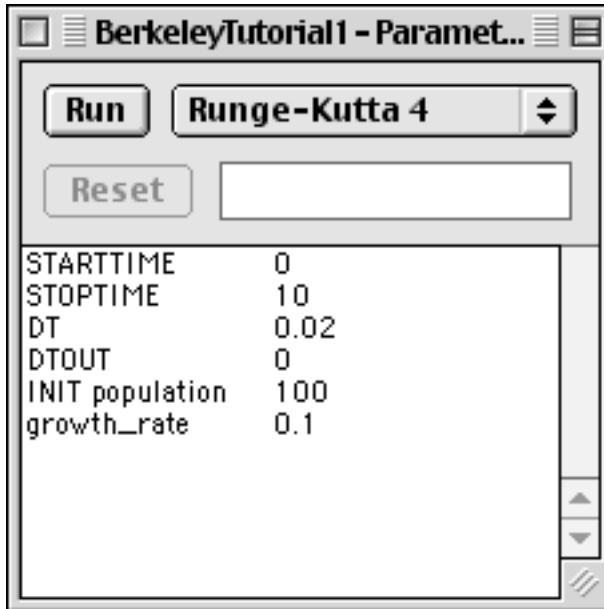 BerkeleyTutorial1 - Paramet...
Run Runge-Kutta 4
Reset
STARTTIME 0
STOPTIME 10
DT 0.02
DTOUT 0
INIT population 100
growth_rate 0.1